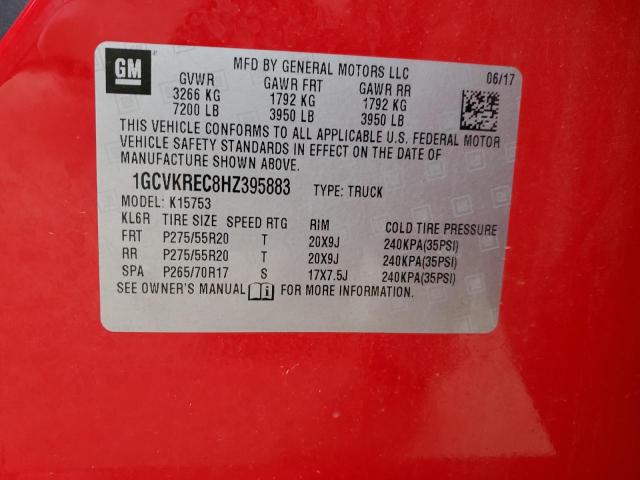 GM
MFD BY GENERAL MOTORS LLC 06/17
GVWR GAWR FRT GAWR RR
3266 KG 1792 KG 1792 KG
7200 LB 3950 LB 3950 LB
THIS VEHICLE CONFORMS TO ALL APPLICABLE U.S. FEDERAL MOTOR
VEHICLE SAFETY STANDARDS IN EFFECT ON THE DATE OF
MANUFACTURE SHOWN ABOVE.
1GCVKREC8HZ395883 TYPE: TRUCK
MODEL: K15753
KL6R TIRE SIZE SPEED RTG RIM COLD TIRE PRESSURE
FRT P275/55R20 T 20X9J 240KPA(35PSI)
RR P275/55R20 T 20X9J 240KPA(35PSI)
SPA P265/70R17 S 17X7.5J 240KPA(35PSI)
SEE OWNER'S MANUAL FOR MORE INFORMATION.